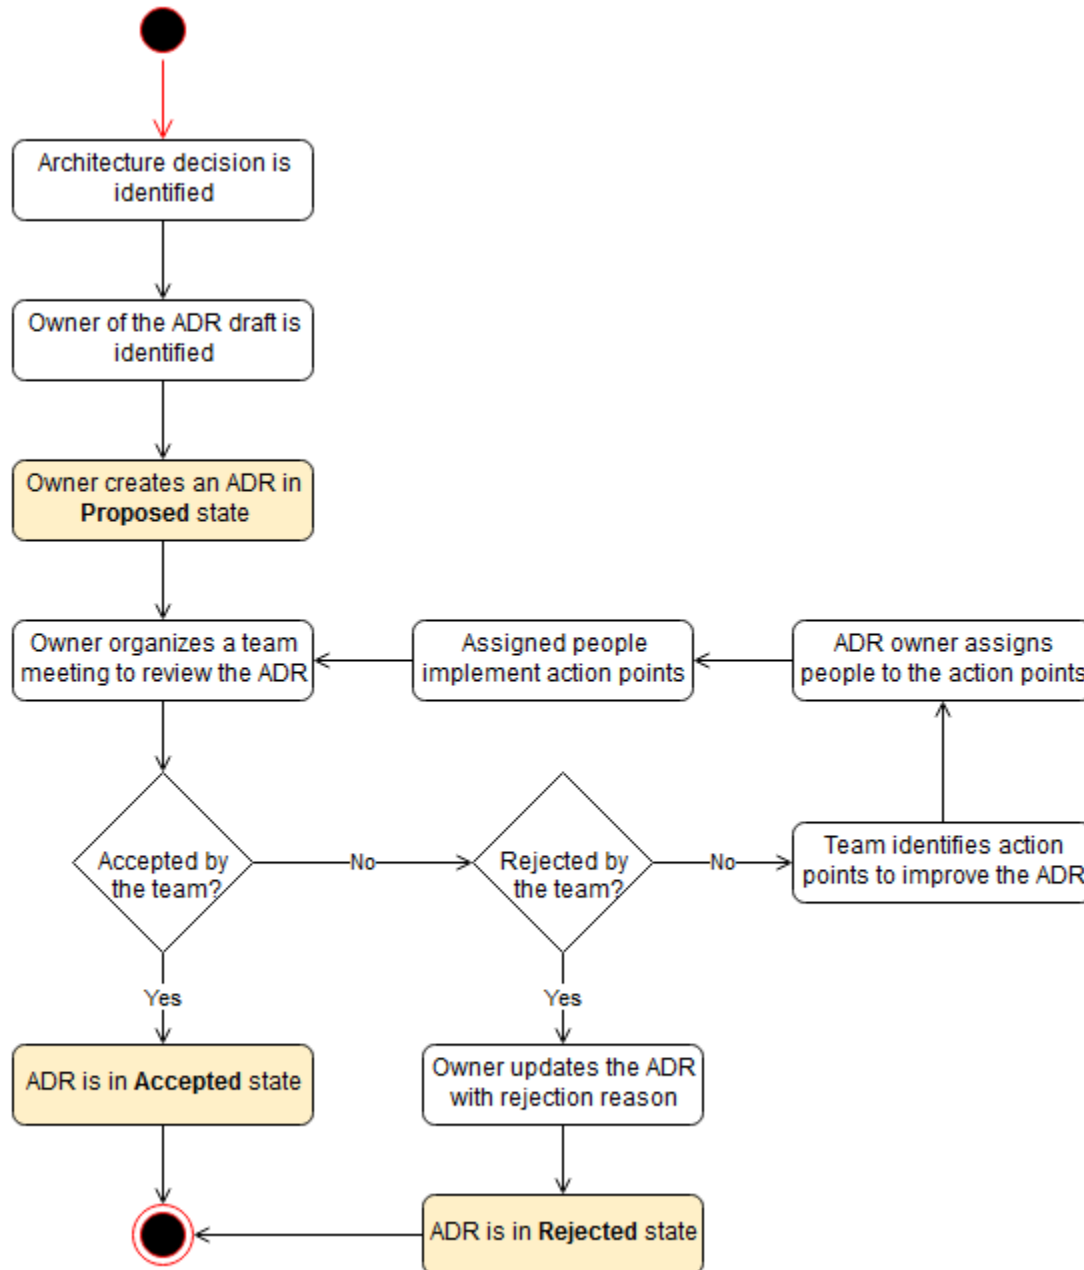 Architecture decision is
identified
Owner of the ADR draft is
identified
Owner creates an ADR in
Proposed state
Owner organizes a team
meeting to review the ADR
Assigned people
implement action points
ADR owner assigns
people to the action points
Accepted by
the team?
No
Rejected by
the team?
No
Team identifies action
points to improve the ADR
Yes
Yes
ADR is in Accepted state
Owner updates the ADR
with rejection reason
ADR is in Rejected state